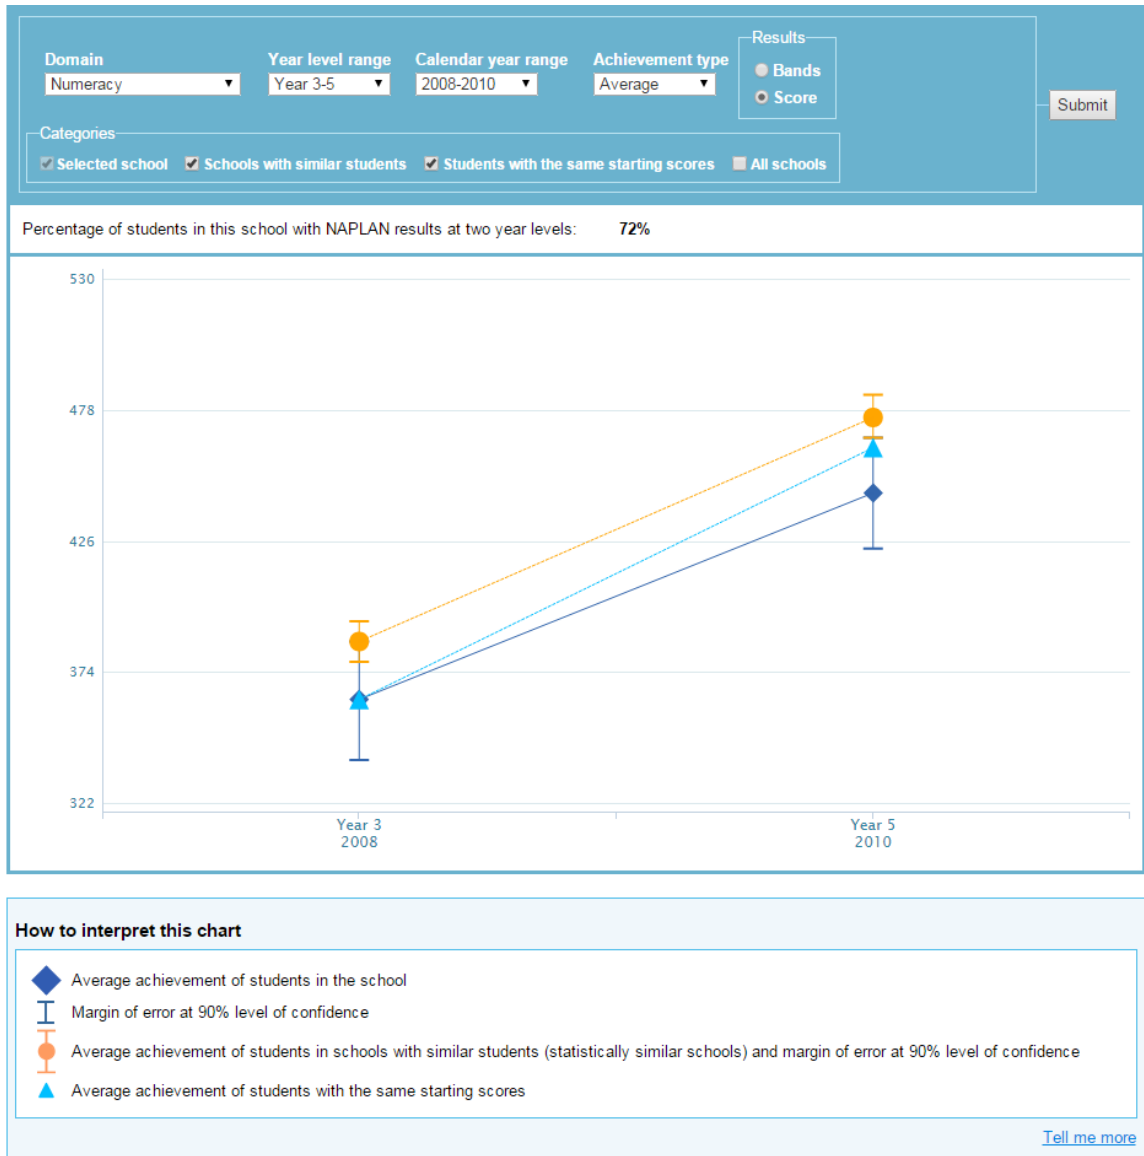 Domain Year level range Calendar year range Achievement type Results
Numeracy Year 3-5 2008-2010 Average Bands
Score
Submit
Categories
Selected school Schools with similar students Students with the same starting scores All schools
Percentage of students in this school with NAPLAN results at two year levels: 72%
530
478
426
374
322
Year 3 Year 5
2008 2010
How to interpret this chart
Average achievement of students in the school
Margin of error at 90% level of confidence
Average achievement of students in schools with similar students (statistically similar schools) and margin of error at 90% level of confidence
Average achievement of students with the same starting scores
Tell me more